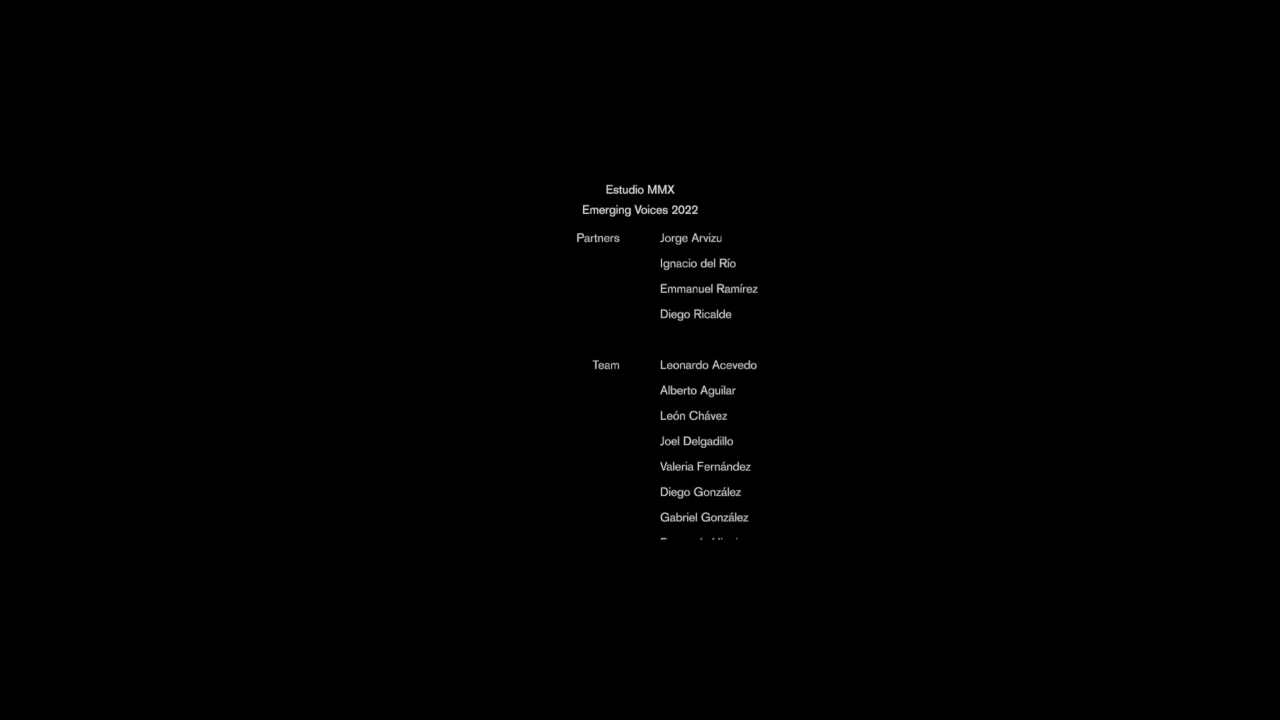 Estudio MMX
Emerging Voices 2022
Partners Jorge Arvizu
Ignacio del Río
Emmanuel Ramírez
Diego Ricalde
Team Leonardo Acevedo
Alberto Aguilar
León Chávez
Joel Delgadillo
Valeria Fernández
Diego González
Gabriel González